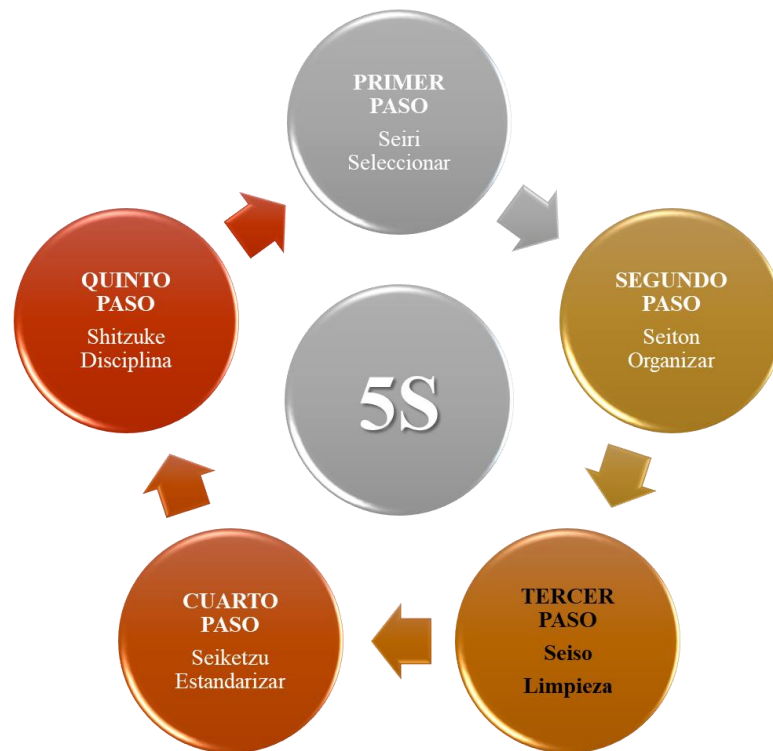 PRIMER
PASO
Seiri
Seleccionar
SEGUNDO
PASO
Seiton
Organizar
TERCER
PASO
Seiso
Limpieza
CUARTO
PASO
Seiketzu
Estandarizar
QUINTO
PASO
Shitzuke
Disciplina
5S